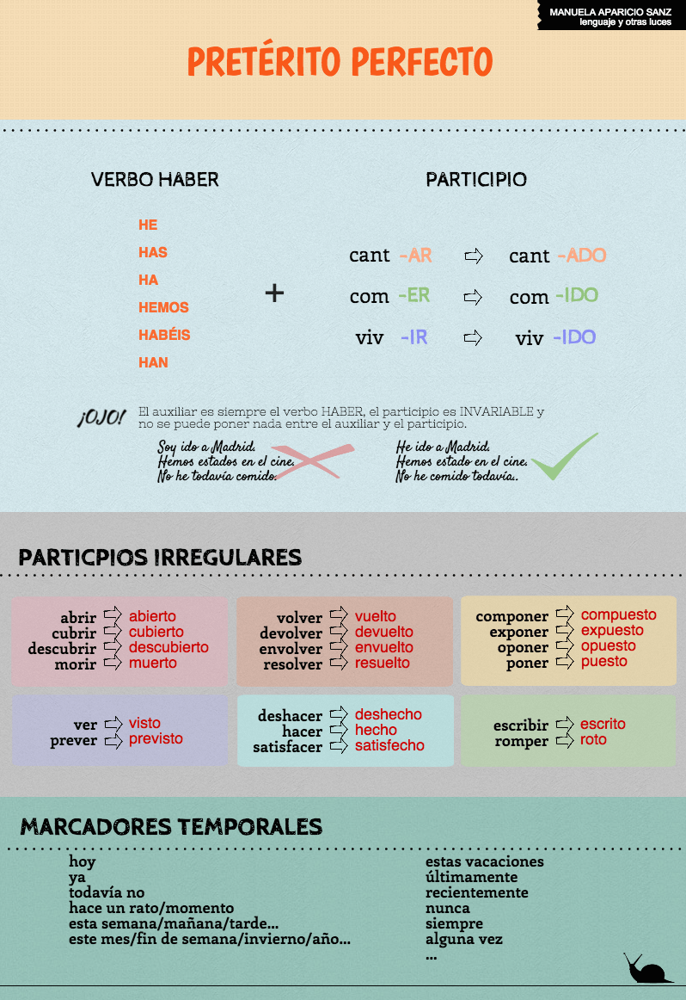 MANUELA APARICIO SANZ
lenguaje y otras luces
PRETÉRITO PERFECTO
VERBO HABER
HE
HAS
HA
HEMOS
HABÉIS
HAN
+
PARTICIPIO
cant -AR ⇨ cant -ADO
com -ER ⇨ com -IDO
viv -IR ⇨ viv -IDO
¡OJO!
El auxiliar es siempre el verbo HABER, el participio es INVARIABLE y
no se puede poner nada entre el auxiliar y el participio.
Soy ido a Madrid.
Hemos estados en el cine.
No he todavía comido.
He ido a Madrid.
Hemos estado en el cine.
No he comido todavía..
PARTICPIOS IRREGULARES
abrir ⇨ abierto
cubrir ⇨ cubierto
descubrir ⇨ descubierto
morir ⇨ muerto
volver ⇨ vuelto
devolver ⇨ devuelto
envolver ⇨ envuelto
resolver ⇨ resuelto
componer ⇨ compuesto
exponer ⇨ expuesto
oponer ⇨ opuesto
poner ⇨ puesto
ver ⇨ visto
prever ⇨ previsto
deshacer ⇨ deshecho
hacer ⇨ hecho
satisfacer ⇨ satisfecho
escribir ⇨ escrito
romper ⇨ roto
MARCADORES TEMPORALES
hoy
ya
todavía no
hace un rato/momento
esta semana/mañana/tarde...
este mes/fin de semana/invierno/año...
estas vacaciones
últimamente
recientemente
nunca
siempre
alguna vez
...